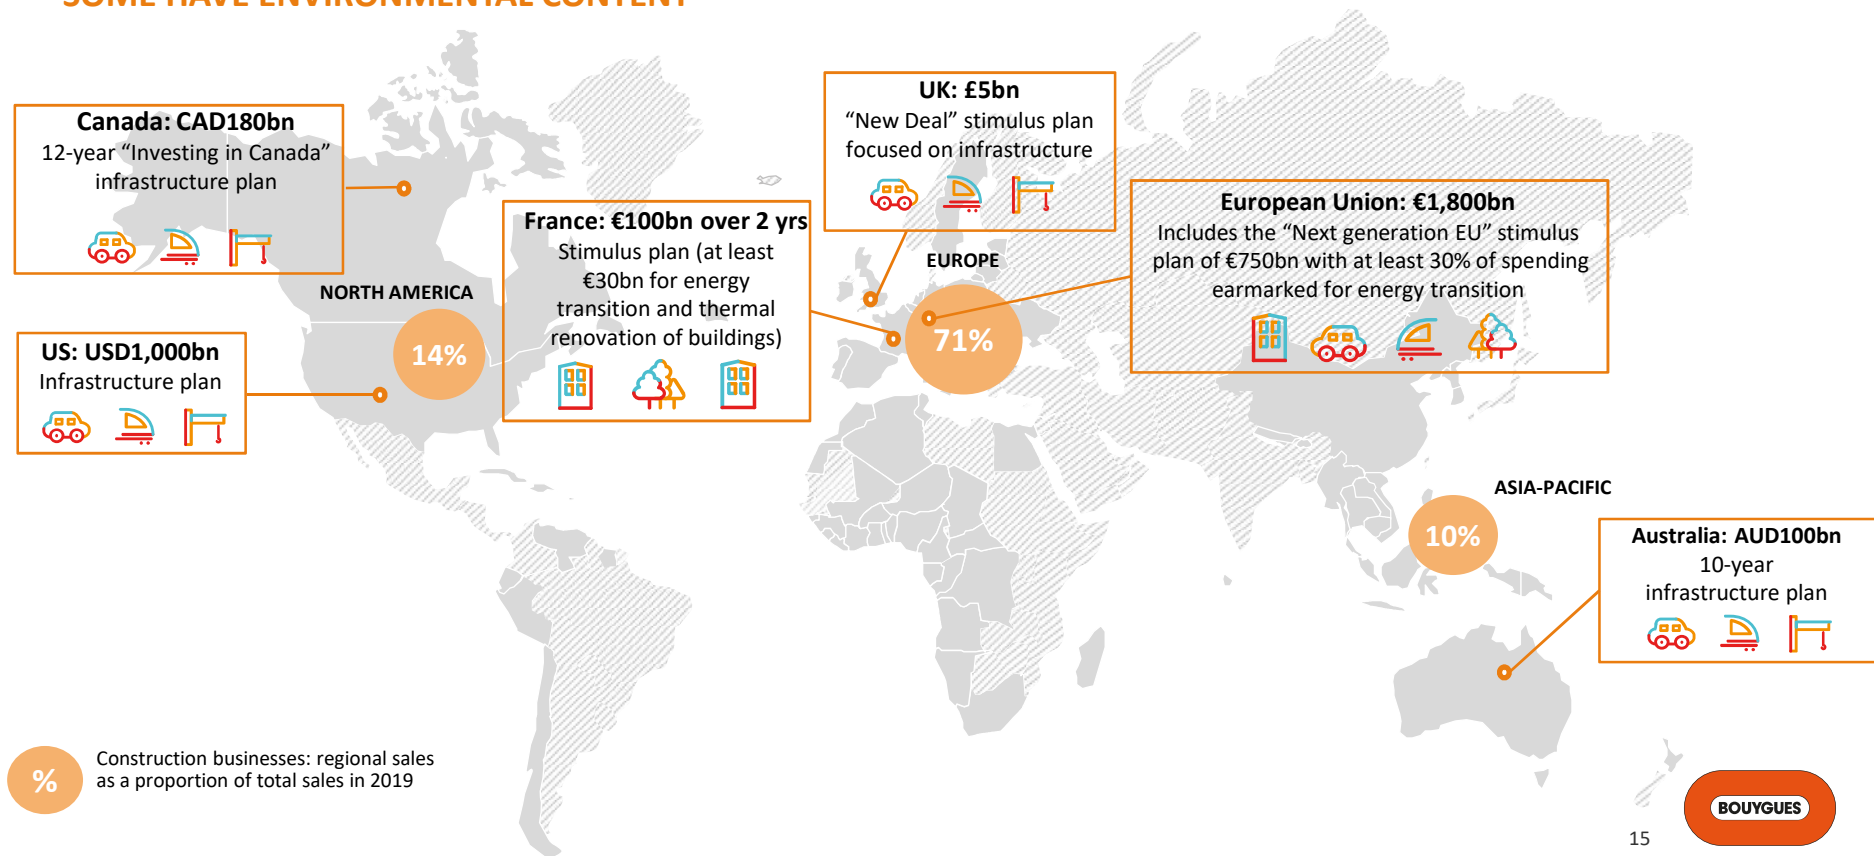 SOME HAVE ENVIRONMENTAL CONTENT
Canada: CAD180bn
12-year “Investing in Canada”
infrastructure plan
NORTH AMERICA
14%
US: USD1,000bn
Infrastructure plan
France: €100bn over 2 yrs
Stimulus plan (at least
€30bn for energy
transition and thermal
renovation of buildings)
UK: £5bn
“New Deal” stimulus plan
focused on infrastructure
EUROPE
71%
European Union: €1,800bn
Includes the “Next generation EU” stimulus
plan of €750bn with at least 30% of spending
earmarked for energy transition
ASIA-PACIFIC
10%
Australia: AUD100bn
10-year
infrastructure plan
%
Construction businesses: regional sales
as a proportion of total sales in 2019
BOUYGUES
15